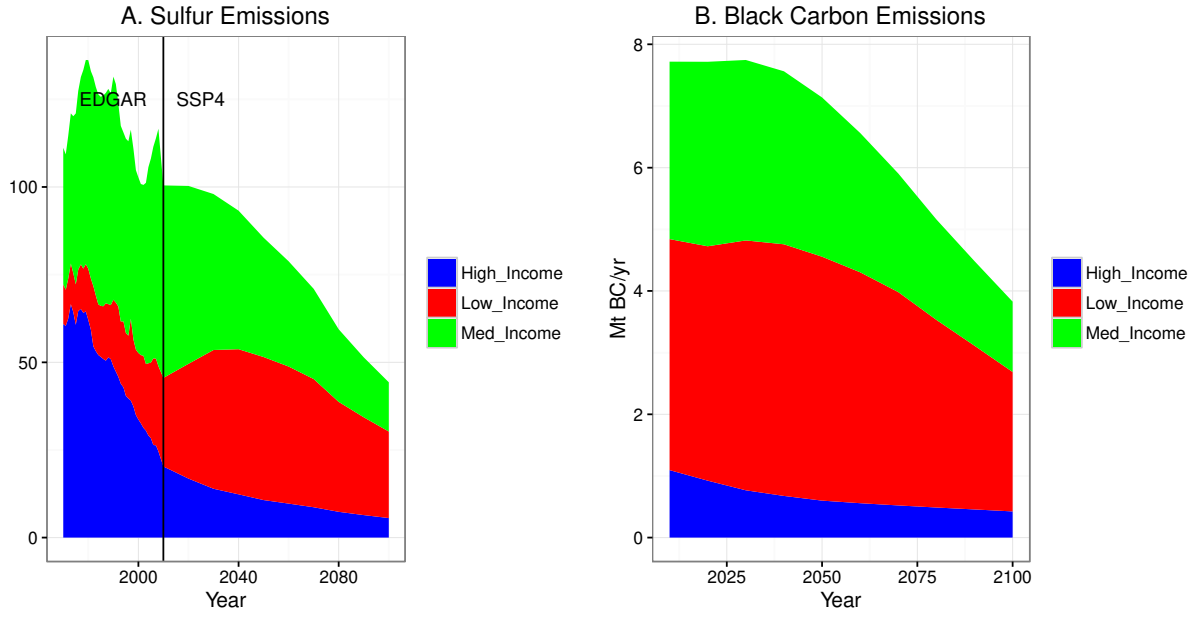 A. Sulfur Emissions
EDGAR
SSP4
100
50
0
2000
2040
2080
Year
High_Income
Low_Income
Med_Income
B. Black Carbon Emissions
Mt BC/yr
8
6
4
2
0
2025
2050
2075
2100
Year
High_Income
Low_Income
Med_Income